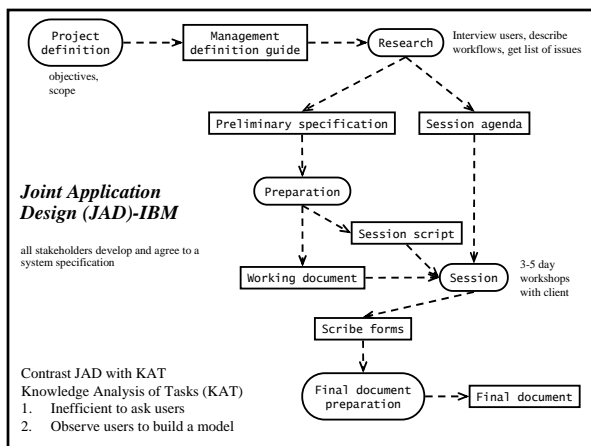 Project
definition
Management
definition guide
Research
Interview users, describe
workflows, get list of issues
objectives,
scope
Preliminary specification
Session agenda
Preparation
Joint Application
Design (JAD)-IBM
Session script
all stakeholders develop and agree to a
system specification
Working document
Session
3-5 day
workshops
with client
Scribe forms
Contrast JAD with KAT
Knowledge Analysis of Tasks (KAT)
1. Inefficient to ask users
2. Observe users to build a model
Final document
preparation
Final document